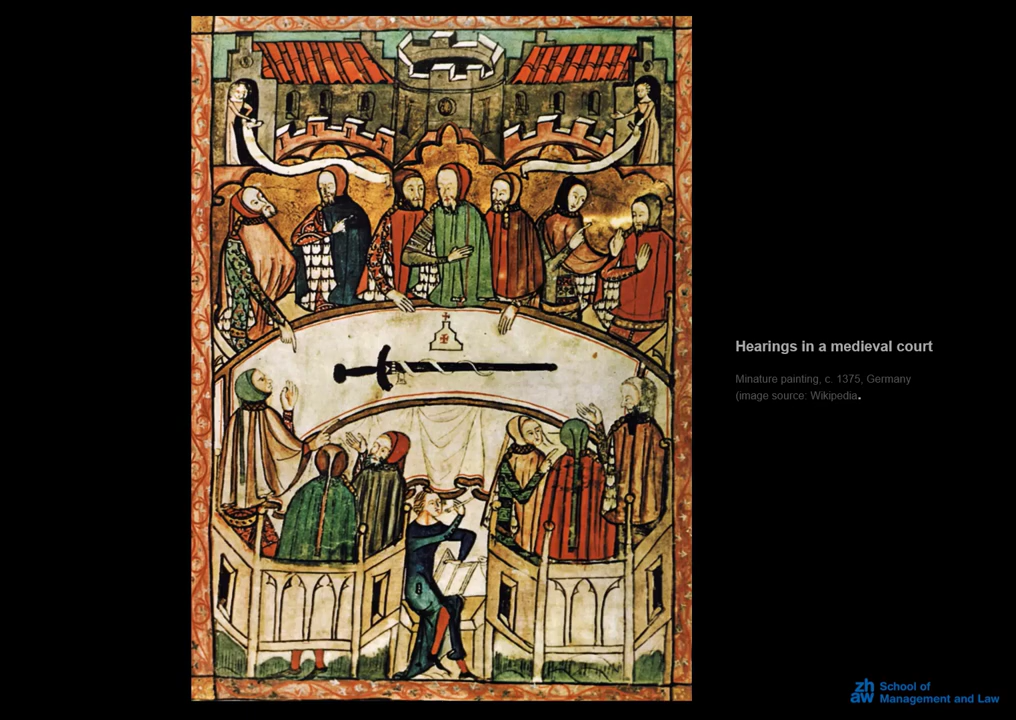 Hearings in a medieval court
Minature painting, c. 1375, Germany
(image source: Wikipedia.
zh
aw
School of
Management and Law